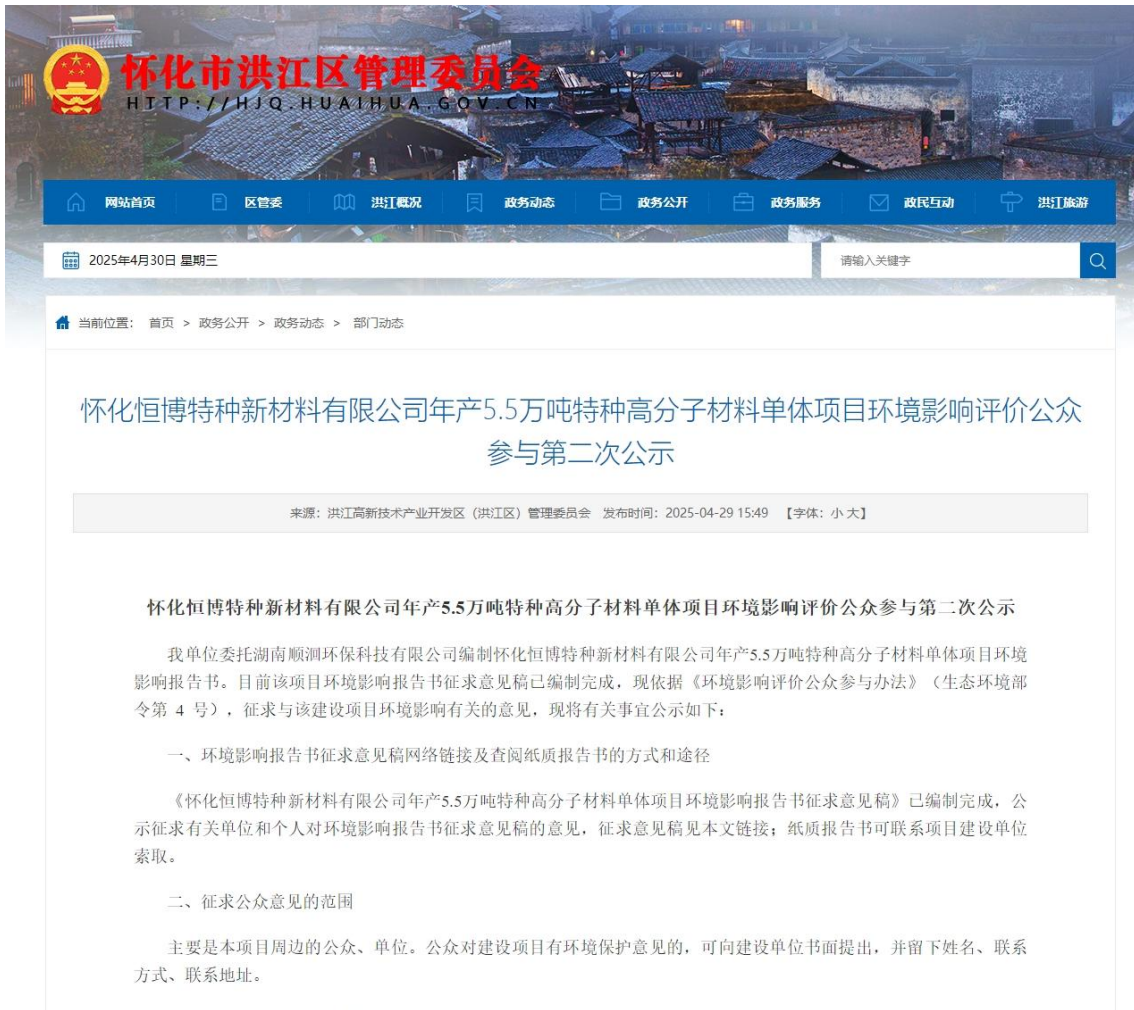 怀化市洪江区管理委员会
HTTP://HJQ.HUAIHUA.GOV.CN
网站首页 区管委 洪江概况 政务动态 政务公开 政务服务 政民互动 洪江旅游
2025年4月30日 星期三 请输入关键字
当前位置： 首页 > 政务公开 > 政务动态 > 部门动态
怀化恒博特种新材料有限公司年产5.5万吨特种高分子材料单体项目环境影响评价公众
参与第二次公示
来源：洪江高新技术产业开发区（洪江区）管理委员会 发布时间：2025-04-29 15:49 【字体：小 大】
怀化恒博特种新材料有限公司年产5.5万吨特种高分子材料单体项目环境影响评价公众参与第二次公示
我单位委托湖南顺洄环保科技有限公司编制怀化恒博特种新材料有限公司年产5.5万吨特种高分子材料单体项目环境
影响报告书。目前该项目环境影响报告书征求意见稿已编制完成，现依据《环境影响评价公众参与办法》（生态环境部
令第 4 号），征求与该建设项目环境影响有关的意见，现将有关事宜公示如下：
一、环境影响报告书征求意见稿网络链接及查阅纸质报告书的方式和途径
《怀化恒博特种新材料有限公司年产5.5万吨特种高分子材料单体项目环境影响报告书征求意见稿》已编制完成，公
示征求有关单位和个人对环境影响报告书征求意见稿的意见，征求意见稿见本文链接；纸质报告书可联系项目建设单位
索取。
二、征求公众意见的范围
主要是本项目周边的公众、单位。公众对建设项目有环境保护意见的，可向建设单位书面提出，并留下姓名、联系
方式、联系地址。